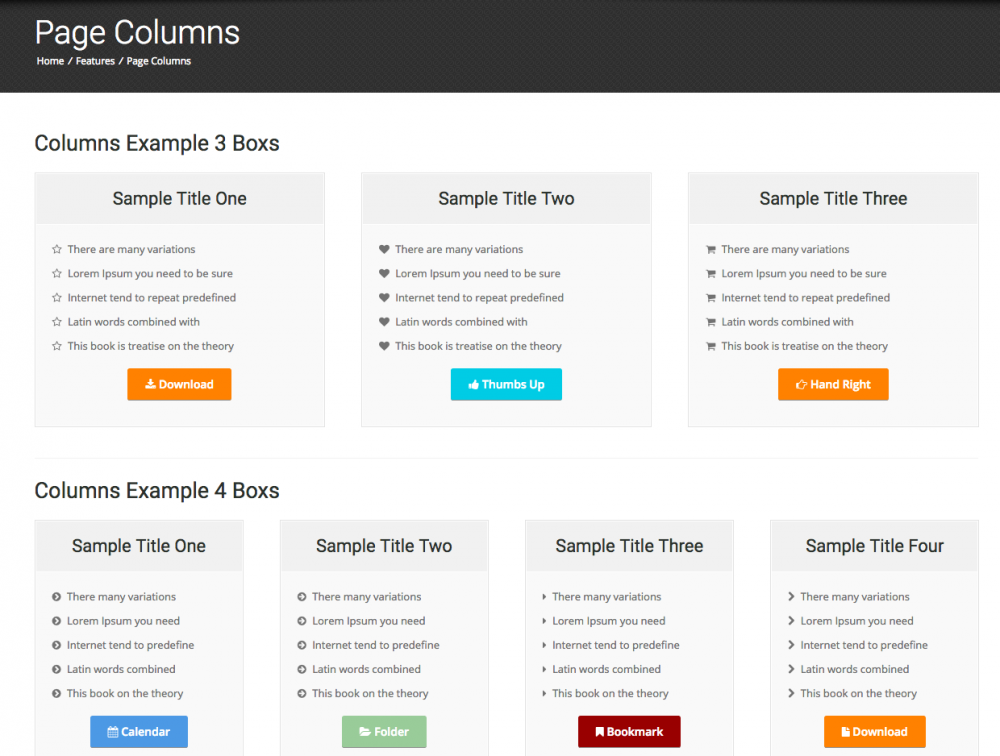 Page Columns
Home / Features / Page Columns
Columns Example 3 Boxs
Sample Title One
There are many variations
Lorem Ipsum you need to be sure
Internet tend to repeat predefined
Latin words combined with
This book is treatise on the theory
Download
Sample Title Two
There are many variations
Lorem Ipsum you need to be sure
Internet tend to repeat predefined
Latin words combined with
This book is treatise on the theory
Thumbs Up
Sample Title Three
There are many variations
Lorem Ipsum you need to be sure
Internet tend to repeat predefined
Latin words combined with
This book is treatise on the theory
Hand Right
Columns Example 4 Boxs
Sample Title One
There many variations
Lorem Ipsum you need
Internet tend to predefine
Latin words combined
This book on the theory
Calendar
Sample Title Two
There many variations
Lorem Ipsum you need
Internet tend to predefine
Latin words combined
This book on the theory
Folder
Sample Title Three
There many variations
Lorem Ipsum you need
Internet tend to predefine
Latin words combined
This book on the theory
Bookmark
Sample Title Four
There many variations
Lorem Ipsum you need
Internet tend to predefine
Latin words combined
This book on the theory
Download